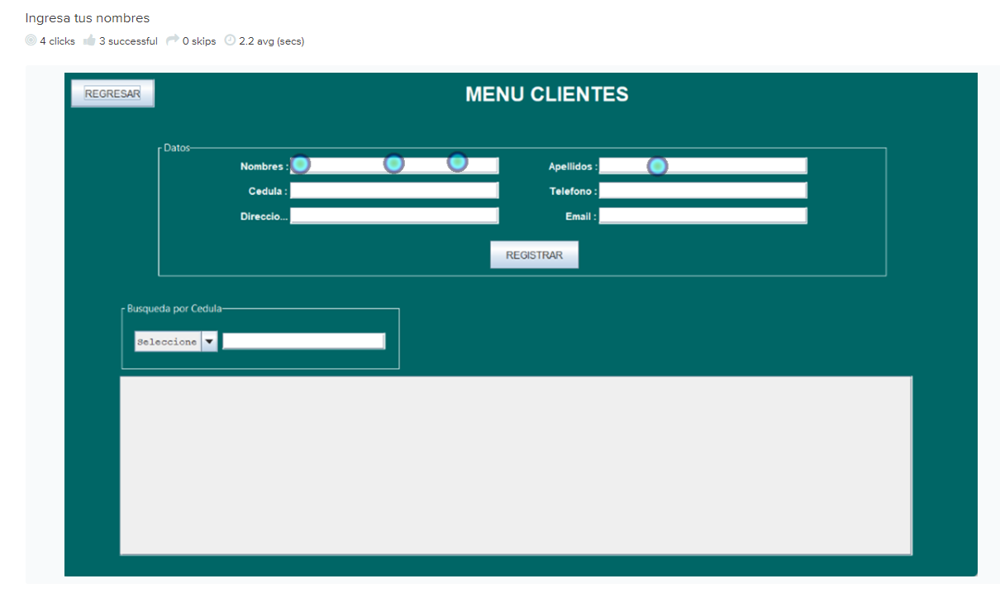 Ingresa tus nombres
4 clicks 3 successful 0 skips 2.2 avg (secs)
REGRESAR
MENU CLIENTES
Datos
Nombres : Apellidos :
Cedula : Telefono :
Direccio... Email :
REGISTRAR
Busqueda por Cedula
Seleccione